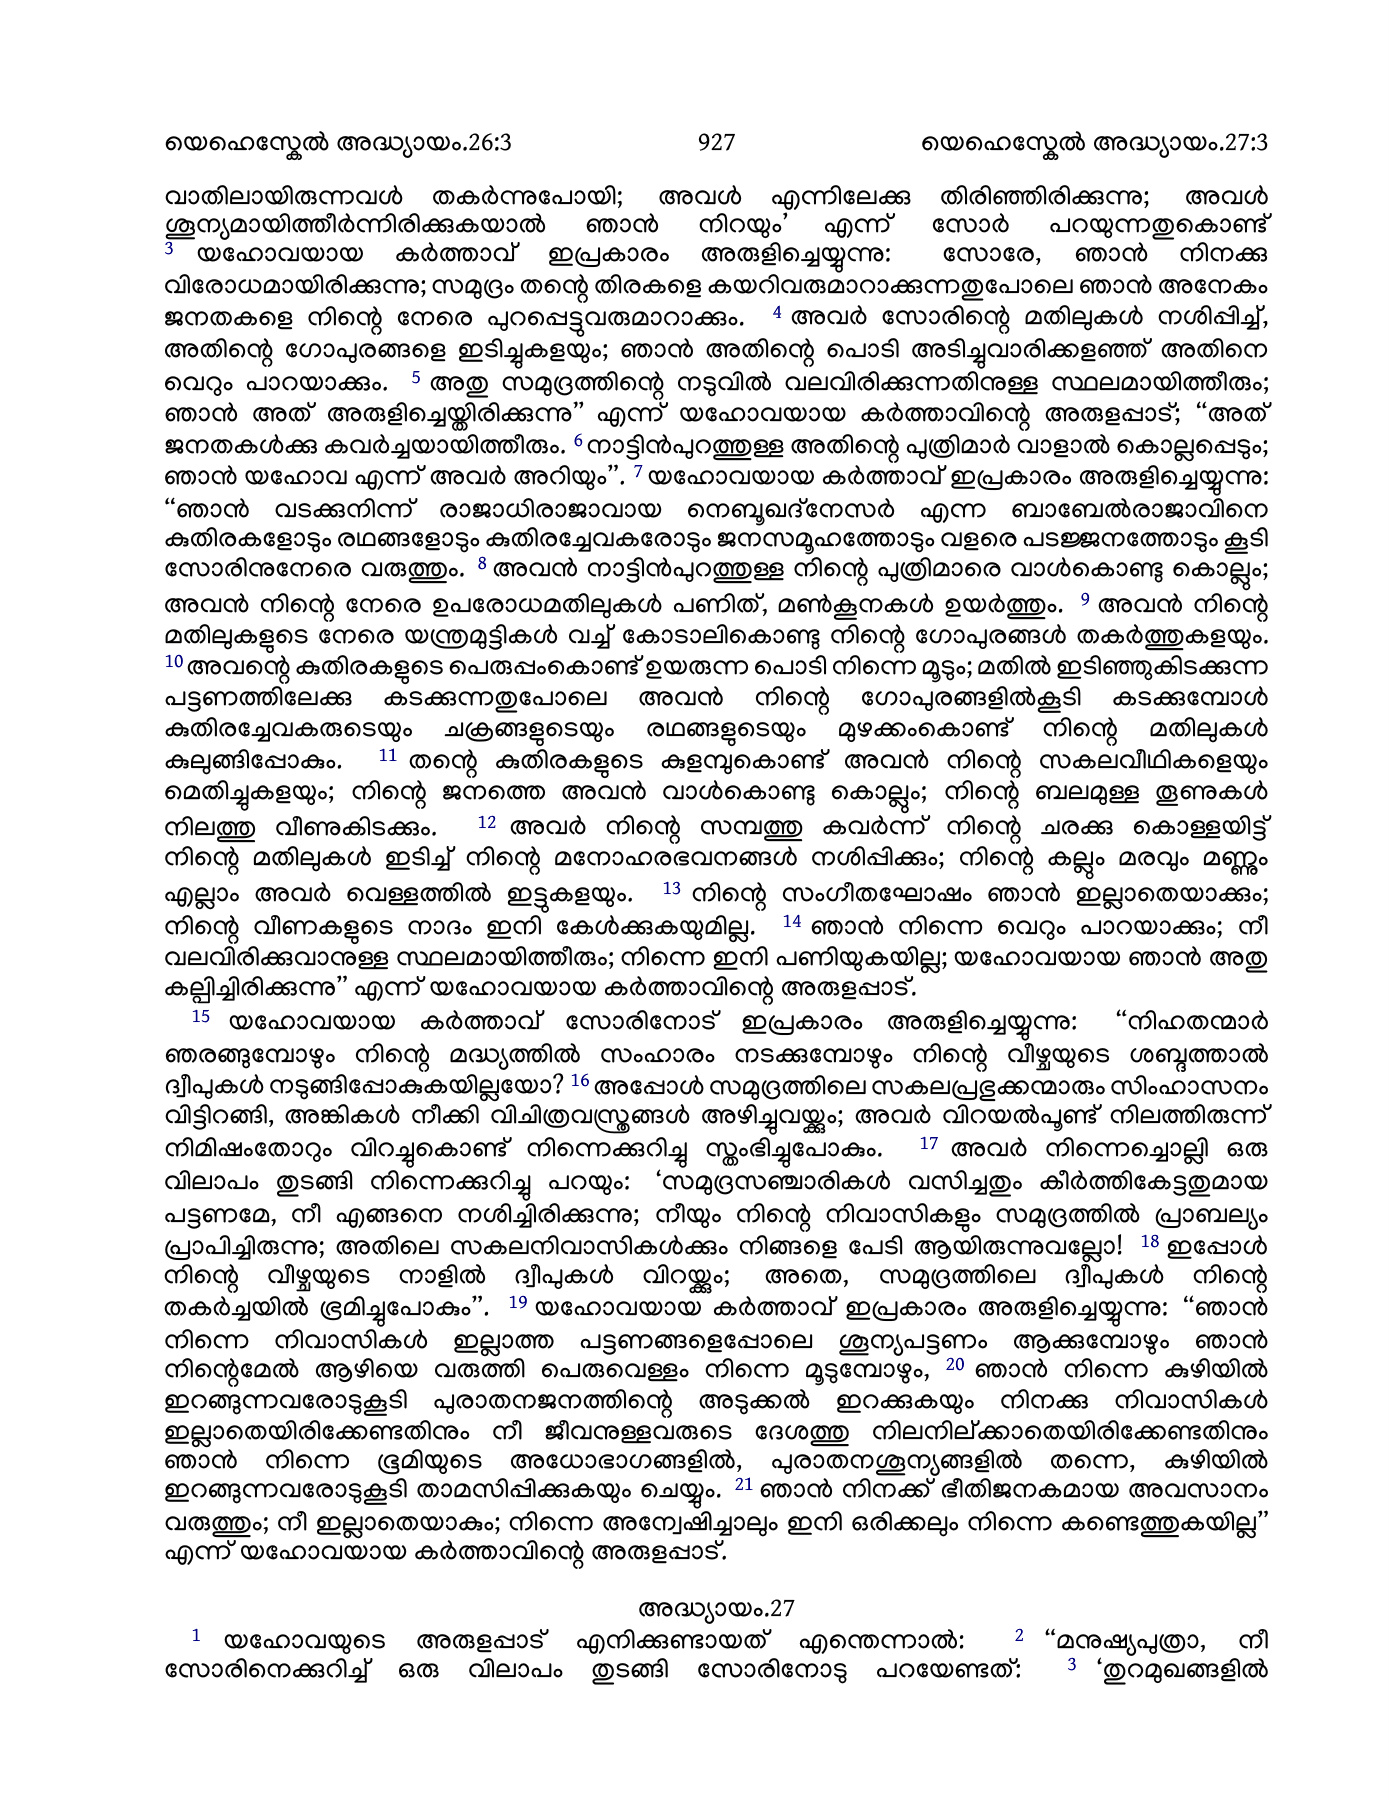 യെഹെസ്കേൽ അദ്ധ്യായം.26:3 927 യെഹെസ്കേൽ അദ്ധ്യായം.27:3
വാതിലായിരുന്നവൾ തകർന്നുപോയി; അവൾ എന്നിലേക്കു തിരിഞ്ഞിരിക്കുന്നു; അവൾ
ശൂന്യമായിത്തീർന്നിരിക്കുകയാൽ ഞാൻ നിറയും’ എന്ന് സോർ പറയുന്നതുകൊണ്ട്
3 യഹോവയായ കർത്താവ് ഇപ്രകാരം അരുളിച്ചെയ്യുന്നു: സോരേ, ഞാൻ നിനക്കു
വിരോധമായിരിക്കുന്നു; സമുദ്രം തന്റെ തിരകളെ കയറിവരുമാറാക്കുന്നതുപോലെ ഞാൻ അനേകം
ജനതകളെ നിന്റെ നേരെ പുറപ്പെട്ടുവരുമാറാക്കും. 4 അവർ സോരിന്റെ മതിലുകൾ നശിപ്പിച്ച്,
അതിന്റെ ഗോപുരങ്ങളെ ഇടിച്ചുകളയും; ഞാൻ അതിന്റെ പൊടി അടിച്ചുവാരിക്കളഞ്ഞ് അതിനെ
വെറും പാറയാക്കും. 5 അതു സമുദ്രത്തിന്റെ നടുവിൽ വലവിരിക്കുന്നതിനുള്ള സ്ഥലമായിത്തീരും;
ഞാൻ അത് അരുളിച്ചെയ്തിരിക്കുന്നു” എന്ന് യഹോവയായ കർത്താവിന്റെ അരുളപ്പാട്; “അത്
ജനതകൾക്കു കവർച്ചയായിത്തീരും. 6 നാട്ടിൻപുറത്തുള്ള അതിന്റെ പുത്രിമാർ വാളാൽ കൊല്ലപ്പെടും;
ഞാൻ യഹോവ എന്ന് അവർ അറിയും”. 7 യഹോവയായ കർത്താവ് ഇപ്രകാരം അരുളിച്ചെയ്യുന്നു:
“ഞാൻ വടക്കുനിന്ന് രാജാധിരാജാവായ നെബൂഖദ്നേസർ എന്ന ബാബേൽരാജാവിനെ
കുതിരകളോടും രഥങ്ങളോടും കുതിരച്ചേവകരോടും ജനസമൂഹത്തോടും വളരെ പടജ്ജനത്തോടും കൂടി
സോരിനുനേരെ വരുത്തും. 8 അവൻ നാട്ടിൻപുറത്തുള്ള നിന്റെ പുത്രിമാരെ വാൾകൊണ്ടു കൊല്ലും;
അവൻ നിന്റെ നേരെ ഉപരോധമതിലുകൾ പണിത്, മൺകൂനകൾ ഉയർത്തും. 9 അവൻ നിന്റെ
മതിലുകളുടെ നേരെ യന്ത്രമുട്ടികൾ വച്ച് കോടാലികൊണ്ടു നിന്റെ ഗോപുരങ്ങൾ തകർത്തുകളയും.
10 അവന്റെ കുതിരകളുടെ പെരുപ്പംകൊണ്ട് ഉയരുന്ന പൊടി നിന്നെ മൂടും; മതിൽ ഇടിഞ്ഞുകിടക്കുന്ന
പട്ടണത്തിലേക്കു കടക്കുന്നതുപോലെ അവൻ നിന്റെ ഗോപുരങ്ങളിൽകൂടി കടക്കുമ്പോൾ
കുതിരച്ചേവകരുടെയും ചക്രങ്ങളുടെയും രഥങ്ങളുടെയും മുഴക്കംകൊണ്ട് നിന്റെ മതിലുകൾ
കുലുങ്ങിപ്പോകും. 11 തന്റെ കുതിരകളുടെ കുളമ്പുകൊണ്ട് അവൻ നിന്റെ സകലവീഥികളെയും
മെതിച്ചുകളയും; നിന്റെ ജനത്തെ അവൻ വാൾകൊണ്ടു കൊല്ലും; നിന്റെ ബലമുള്ള തൂണുകൾ
നിലത്തു വീണുകിടക്കും. 12 അവർ നിന്റെ സമ്പത്തു കവർന്ന് നിന്റെ ചരക്കു കൊള്ളയിട്ട്
നിന്റെ മതിലുകൾ ഇടിച്ച് നിന്റെ മനോഹരഭവനങ്ങൾ നശിപ്പിക്കും; നിന്റെ കല്ലും മരവും മണ്ണും
എല്ലാം അവർ വെള്ളത്തിൽ ഇട്ടുകളയും. 13 നിന്റെ സംഗീതഘോഷം ഞാൻ ഇല്ലാതെയാക്കും;
നിന്റെ വീണകളുടെ നാദം ഇനി കേൾക്കുകയുമില്ല. 14 ഞാൻ നിന്നെ വെറും പാറയാക്കും; നീ
വലവിരിക്കുവാനുള്ള സ്ഥലമായിത്തീരും; നിന്നെ ഇനി പണിയുകയില്ല; യഹോവയായ ഞാൻ അതു
കല്പിച്ചിരിക്കുന്നു” എന്ന് യഹോവയായ കർത്താവിന്റെ അരുളപ്പാട്.
15 യഹോവയായ കർത്താവ് സോരിനോട് ഇപ്രകാരം അരുളിച്ചെയ്യുന്നു: “നിഹതന്മാർ
ഞരങ്ങുമ്പോഴും നിന്റെ മദ്ധ്യത്തിൽ സംഹാരം നടക്കുമ്പോഴും നിന്റെ വീഴ്ചയുടെ ശബ്ദത്താൽ
ദ്വീപുകൾ നടുങ്ങിപ്പോകുകയില്ലയോ? 16 അപ്പോൾ സമുദ്രത്തിലെ സകലപ്രഭുക്കന്മാരും സിംഹാസനം
വിട്ടിറങ്ങി, അങ്കികൾ നീക്കി വിചിത്രവസ്ത്രങ്ങൾ അഴിച്ചുവയ്ക്കും; അവർ വിറയൽപൂണ്ട് നിലത്തിരുന്ന്
നിമിഷംതോറും വിറച്ചുകൊണ്ട് നിന്നെക്കുറിച്ചു സ്തംഭിച്ചുപോകും. 17 അവർ നിന്നെച്ചൊല്ലി ഒരു
വിലാപം തുടങ്ങി നിന്നെക്കുറിച്ചു പറയും: ‘സമുദ്രസഞ്ചാരികൾ വസിച്ചതും കീർത്തികേട്ടതുമായ
പട്ടണമേ, നീ എങ്ങനെ നശിച്ചിരിക്കുന്നു; നീയും നിന്റെ നിവാസികളും സമുദ്രത്തിൽ പ്രാബല്യം
പ്രാപിച്ചിരുന്നു; അതിലെ സകലനിവാസികൾക്കും നിങ്ങളെ പേടി ആയിരുന്നുവല്ലോ! 18 ഇപ്പോൾ
നിന്റെ വീഴ്ചയുടെ നാളിൽ ദ്വീപുകൾ വിറയ്ക്കും; അതെ, സമുദ്രത്തിലെ ദ്വീപുകൾ നിന്റെ
തകർച്ചയിൽ ഭ്രമിച്ചുപോകും”. 19 യഹോവയായ കർത്താവ് ഇപ്രകാരം അരുളിച്ചെയ്യുന്നു: “ഞാൻ
നിന്നെ നിവാസികൾ ഇല്ലാത്ത പട്ടണങ്ങളെപ്പോലെ ശൂന്യപട്ടണം ആക്കുമ്പോഴും ഞാൻ
നിന്റെമേൽ ആഴിയെ വരുത്തി പെരുവെള്ളം നിന്നെ മൂടുമ്പോഴും, 20 ഞാൻ നിന്നെ കുഴിയിൽ
ഇറങ്ങുന്നവരോടുകൂടി പുരാതനജനത്തിന്റെ അടുക്കൽ ഇറക്കുകയും നിനക്കു നിവാസികൾ
ഇല്ലാതെയിരിക്കേണ്ടതിനും നീ ജീവനുള്ളവരുടെ ദേശത്തു നിലനില്ക്കാതെയിരിക്കേണ്ടതിനും
ഞാൻ നിന്നെ ഭൂമിയുടെ അധോഭാഗങ്ങളിൽ, പുരാതനശൂന്യങ്ങളിൽ തന്നെ, കുഴിയിൽ
ഇറങ്ങുന്നവരോടുകൂടി താമസിപ്പിക്കുകയും ചെയ്യും. 21 ഞാൻ നിനക്ക് ഭീതിജനകമായ അവസാനം
വരുത്തും; നീ ഇല്ലാതെയാകും; നിന്നെ അന്വേഷിച്ചാലും ഇനി ഒരിക്കലും നിന്നെ കണ്ടെത്തുകയില്ല”
എന്ന് യഹോവയായ കർത്താവിന്റെ അരുളപ്പാട്.
അദ്ധ്യായം.27
1 യഹോവയുടെ അരുളപ്പാട് എനിക്കുണ്ടായത് എന്തെന്നാൽ: 2 “മനുഷ്യപുത്രാ, നീ
സോരിനെക്കുറിച്ച് ഒരു വിലാപം തുടങ്ങി സോരിനോടു പറയേണ്ടത്: 3 ‘തുറമുഖങ്ങളിൽ